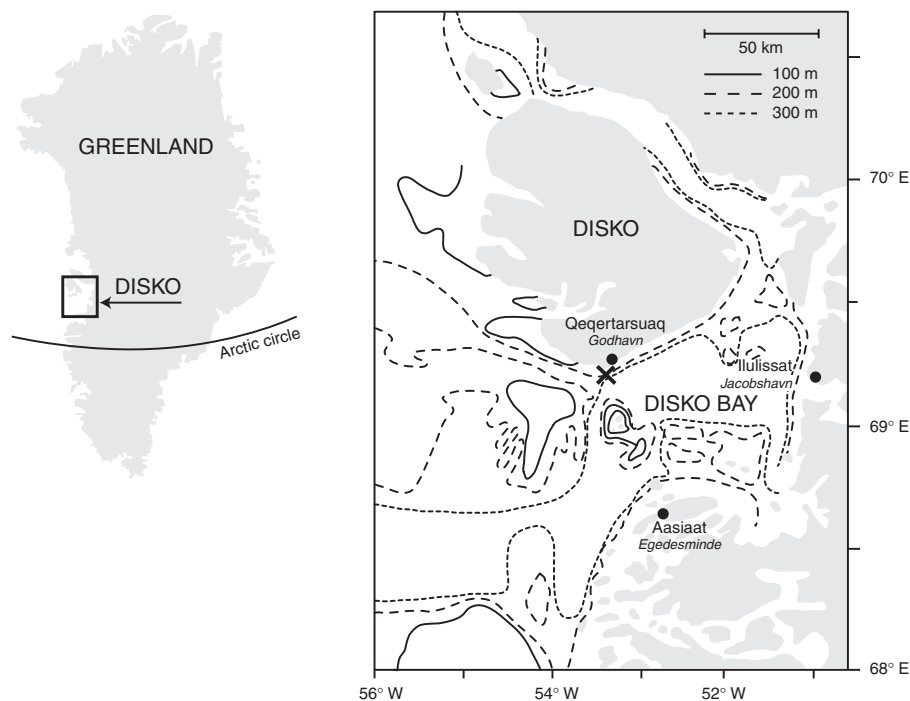 GREENLAND
DISKO
Arctic circle
50 km
100 m
200 m
300 m
70° E
DISKO
Qeqertarsuaq
Godhavn
Ilulissat
Jacobshavn
DISKO BAY
69° E
Aasiaat
Egedesminde
68° E
56° W
54° W
52° W